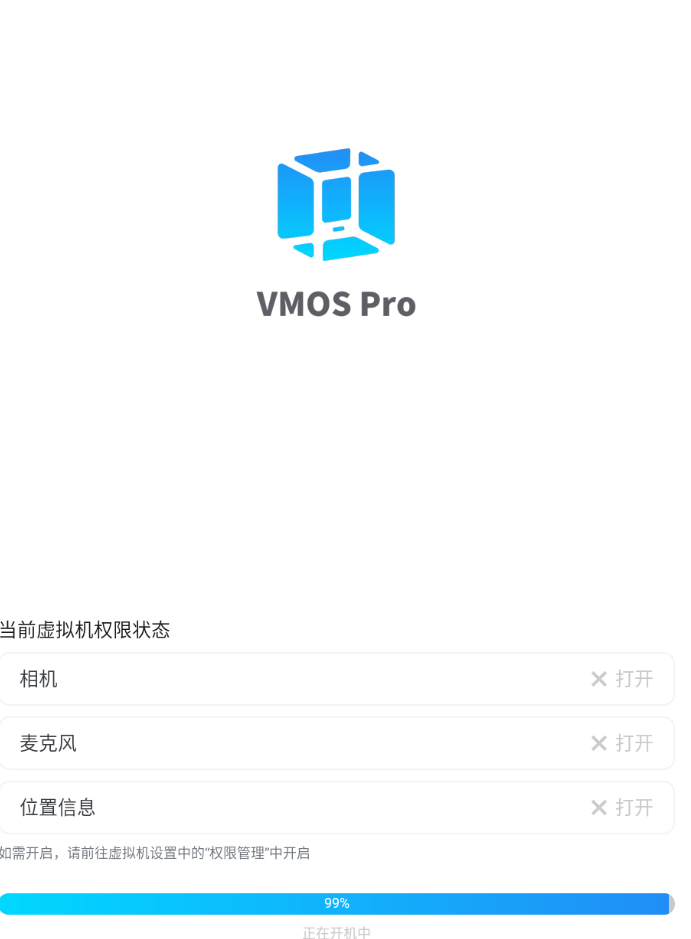 VMOS Pro
当前虚拟机权限状态
相机 打开
麦克风 打开
位置信息 打开
如需开启，请前往虚拟机设置中的“权限管理”中开启
99%
正在开机中